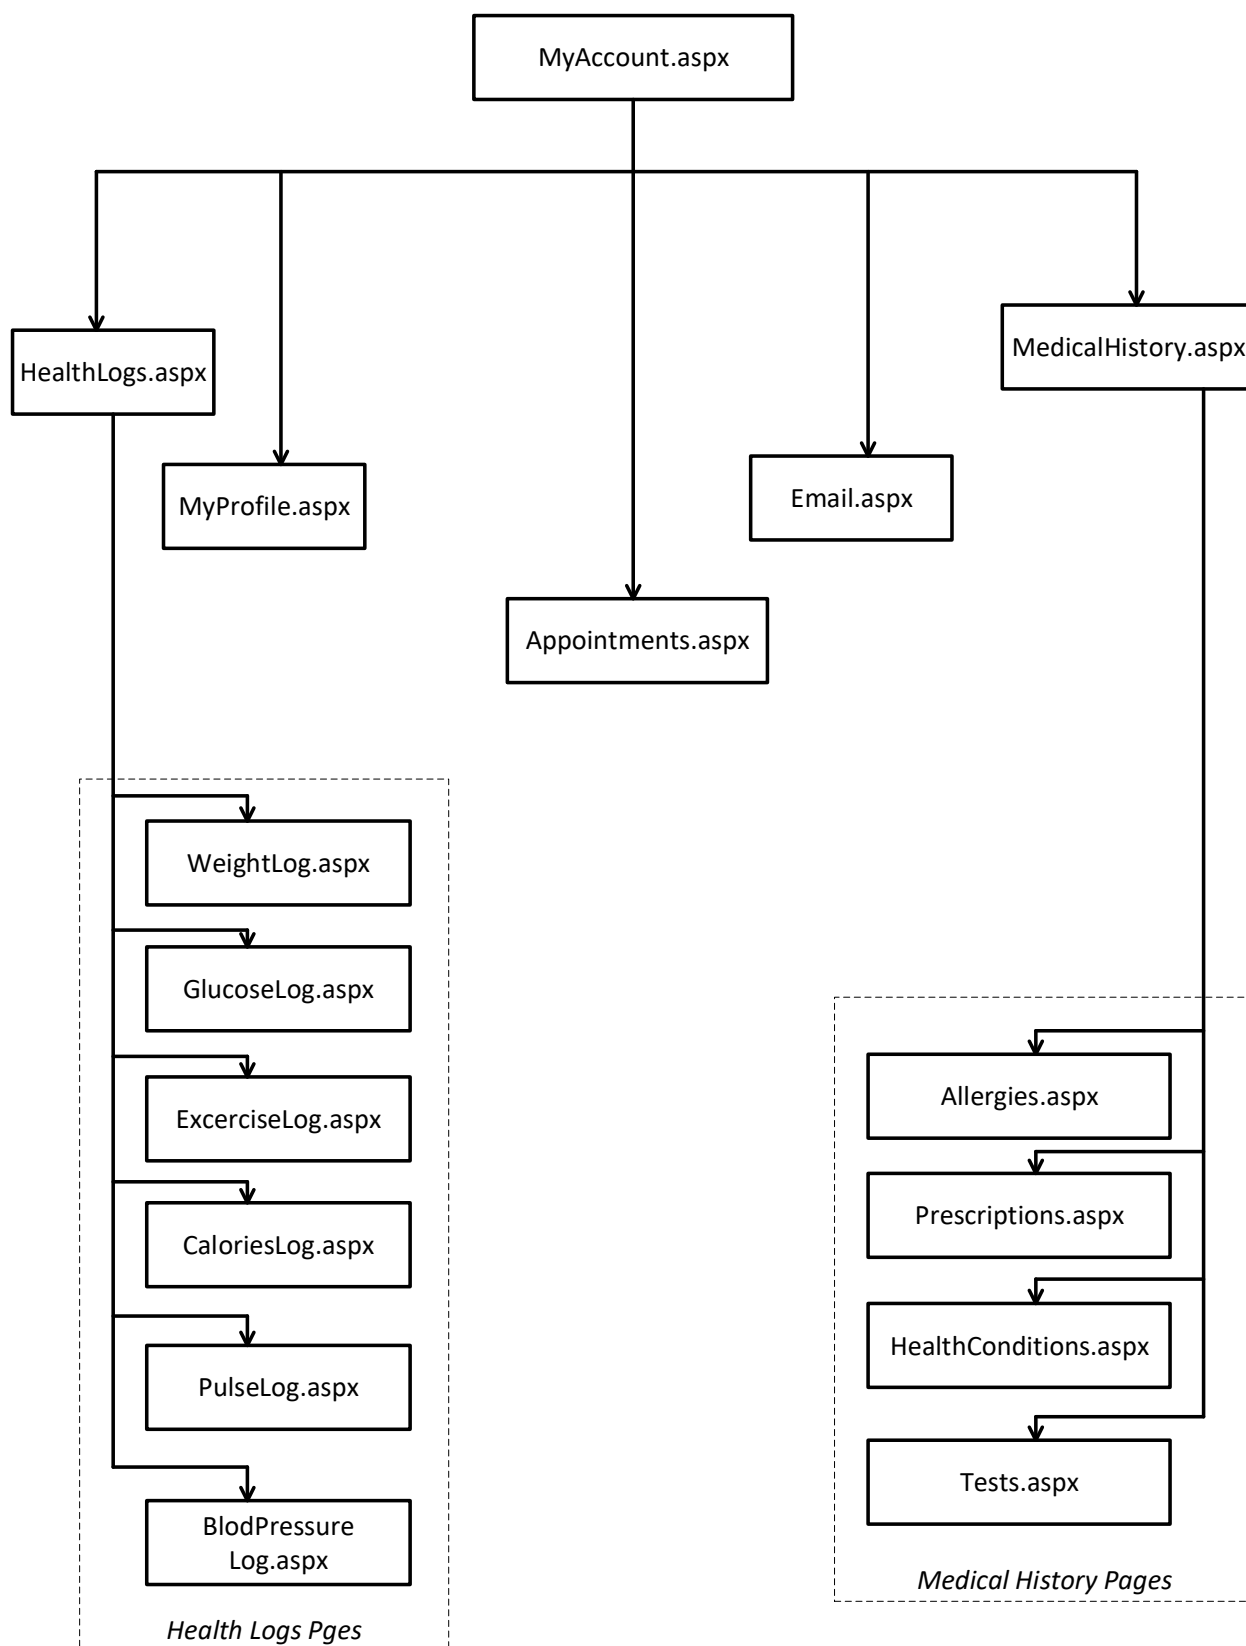 MyAccount.aspx
HealthLogs.aspx
MedicalHistory.aspx
MyProfile.aspx
Email.aspx
Appointments.aspx
WeightLog.aspx
GlucoseLog.aspx
ExcerciseLog.aspx
CaloriesLog.aspx
PulseLog.aspx
BlodPressure
Log.aspx
Health Logs Pges
Allergies.aspx
Prescriptions.aspx
HealthConditions.aspx
Tests.aspx
Medical History Pages